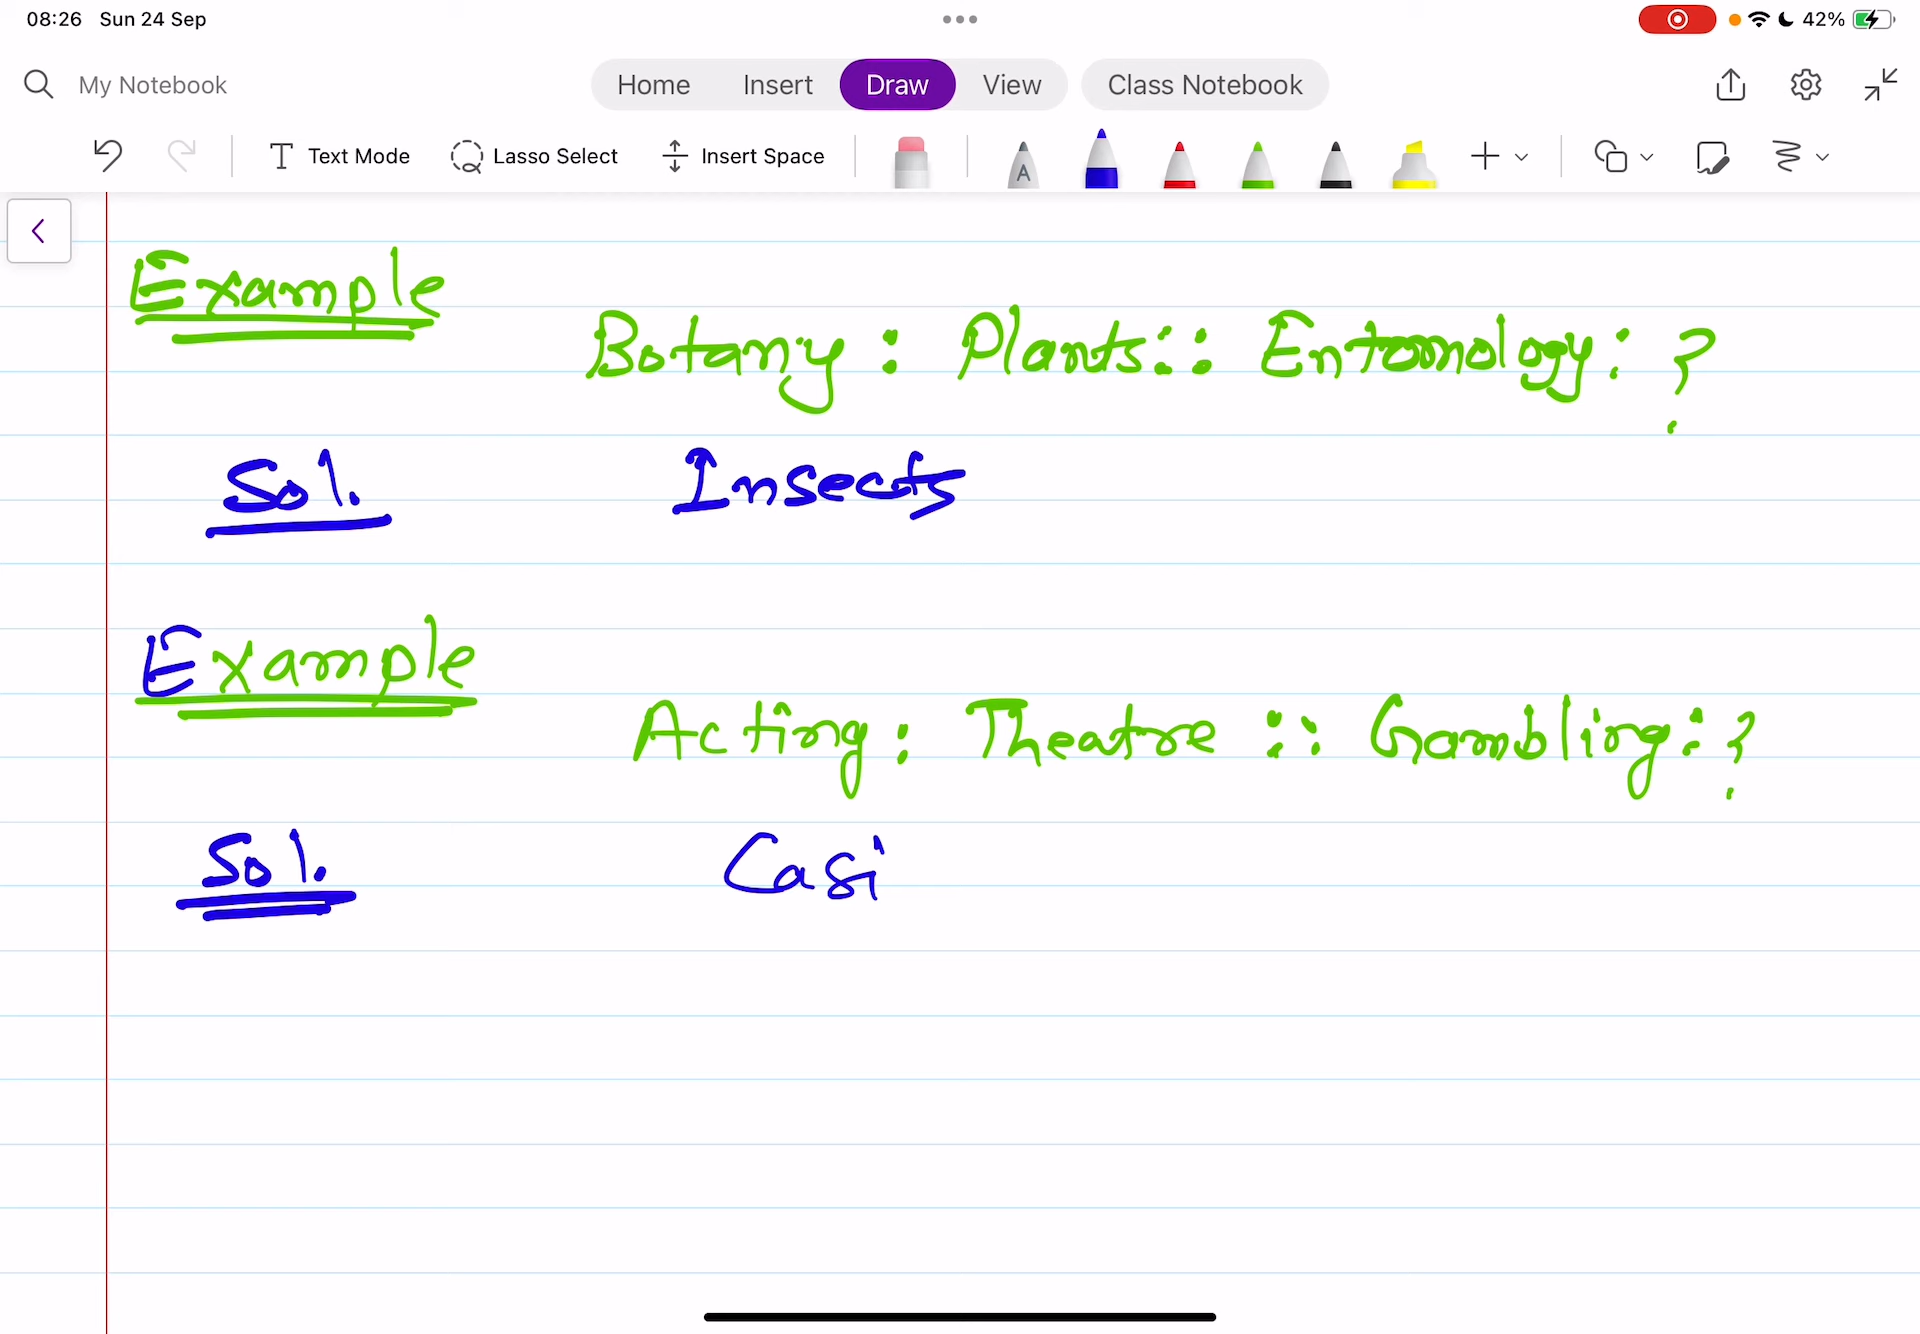 08:26 Sun 24 Sep 42%
My Notebook Home Insert Draw View Class Notebook
Text Mode Lasso Select Insert Space A
Example
Botany : Plants :: Entomology : ?
Sol. Insects
Example
Acting : Theatre :: Gambling : ?
Sol. Casi